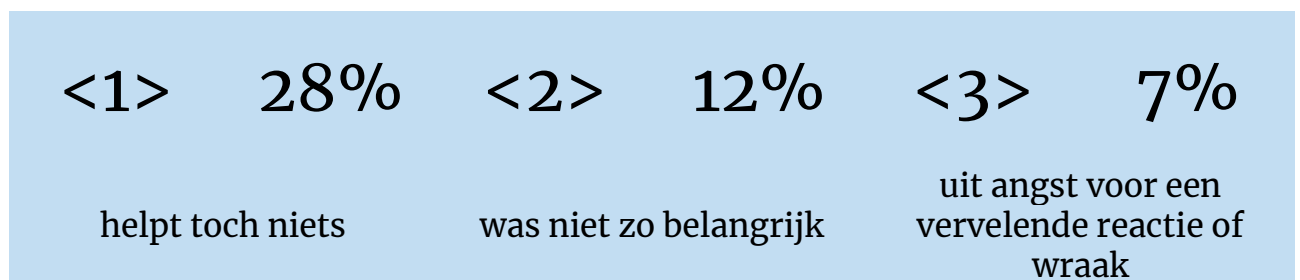 <1> 28% <2> 12% <3> 7%
helpt toch niets
was niet zo belangrijk
uit angst voor een
vervelende reactie of
wraak